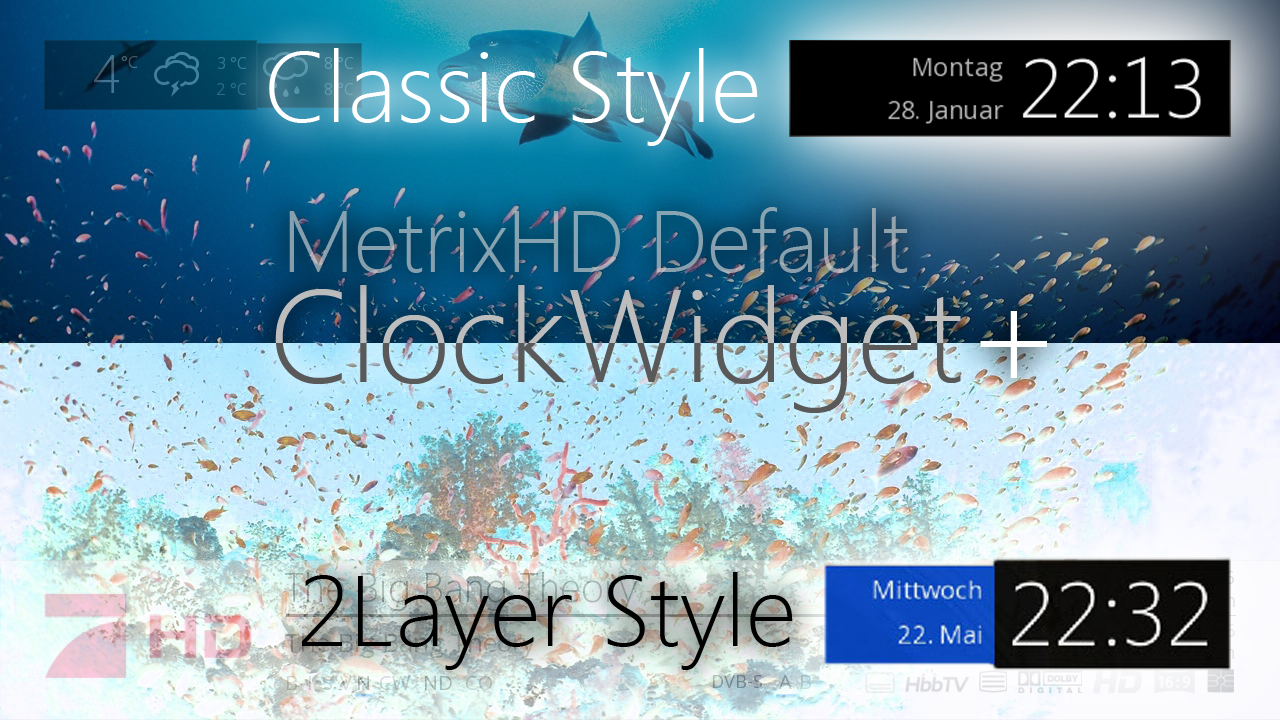 4°C 3°C 8°C
2°C 8°C
Classic Style
Montag 22:13
28. Januar
MetrixHD Default
ClockWidget +
The Big Bang Theory
2Layer Style
Mittwoch 22:32
22. Mai
HD
DVB-S A B HbbTV DOLBY DIGITAL HD 16:9